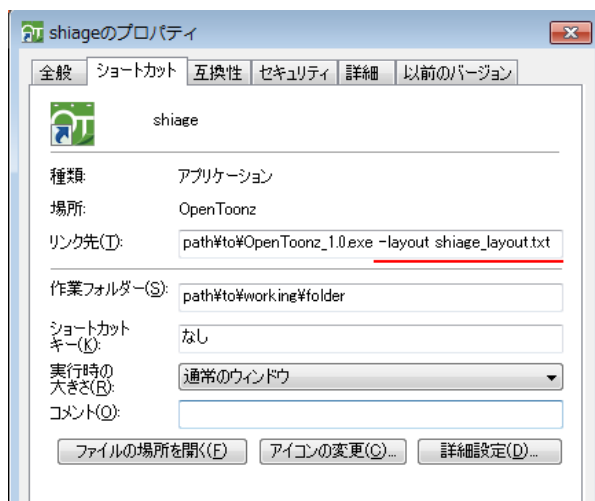 shiageのプロパティ
全般 ショートカット 互換性 セキュリティ 詳細 以前のバージョン
shiage
種類: アプリケーション
場所: OpenToonz
リンク先(T): path¥to¥OpenToonz_1.0.exe -layout shiage_layout.txt
作業フォルダー(S): path¥to¥working¥folder
ショートカット
キー(K): なし
実行時の
大きさ(R): 通常のウィンドウ
コメント(O):
ファイルの場所を開く(F) アイコンの変更(C)... 詳細設定(D)...